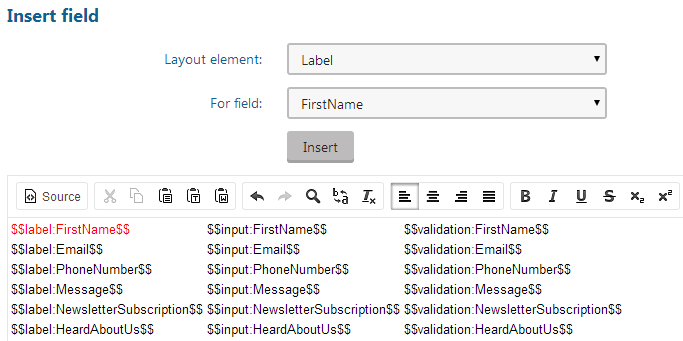 Insert field
Layout element: Label
For field: FirstName
Insert
Source B I U S x₂ x²
$$label:FirstName$$ $$input:FirstName$$ $$validation:FirstName$$
$$label:Email$$ $$input:Email$$ $$validation:Email$$
$$label:PhoneNumber$$ $$input:PhoneNumber$$ $$validation:PhoneNumber$$
$$label:Message$$ $$input:Message$$ $$validation:Message$$
$$label:NewsletterSubscription$$ $$input:NewsletterSubscription$$ $$validation:NewsletterSubscription$$
$$label:HeardAboutUs$$ $$input:HeardAboutUs$$ $$validation:HeardAboutUs$$